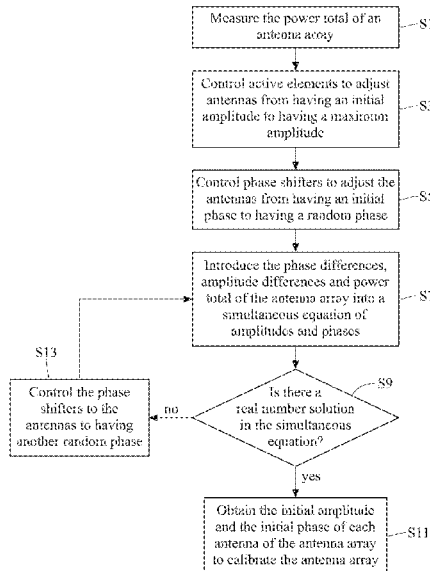 Measure the power total of an
antenna array
S
Control active elements to adjust
antennas from having an initial
amplitude to having a maximum
amplitude
S
Control phase shifters to adjust the
antennas from having an initial
phase to having a random phase
S
Introduce the phase differences,
amplitude differences and power
total of the antenna array into a
simultaneous equation of
amplitudes and phases
S
S13
Control the phase
shifters to the
antennas to having
another random phase
no
S9
Is there a
real number solution
in the simultaneous
equation?
yes
Obtain the initial amplitude
and the initial phase of each
antenna of the antenna array
to calibrate the antenna array
S11